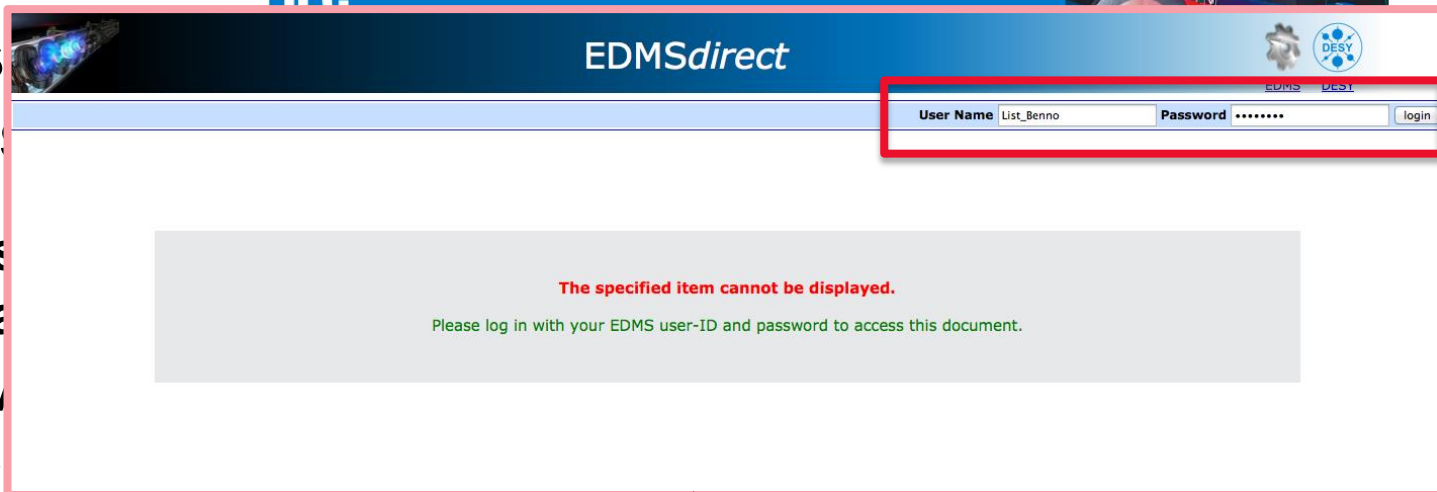 EDMSdirect
DESY
EDMS DESY
User Name List_Benno Password •••••••• login
The specified item cannot be displayed.
Please log in with your EDMS user-ID and password to access this document.